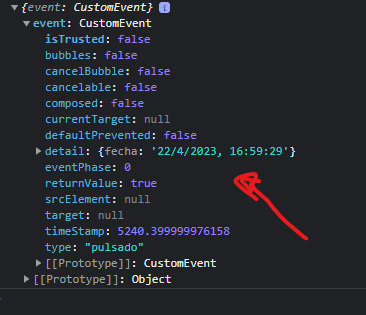 ▼ {event: CustomEvent} i
▼ event: CustomEvent
isTrusted: false
bubbles: false
cancelBubble: false
cancelable: false
composed: false
currentTarget: null
defaultPrevented: false
▶ detail: {fecha: '22/4/2023, 16:59:29'}
eventPhase: 0
returnValue: true
srcElement: null
target: null
timeStamp: 5240.399999976158
type: "pulsado"
▶ [[Prototype]]: CustomEvent
▶ [[Prototype]]: Object